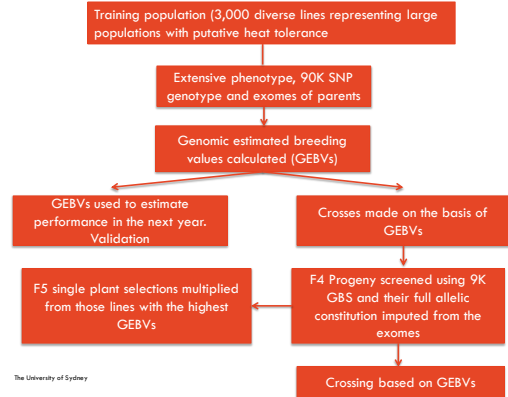 Training population (3,000 diverse lines representing large
populations with putative heat tolerance
Extensive phenotype, 90K SNP
genotype and exomes of parents
Genomic estimated breeding
values calculated (GEBVs)
GEBVs used to estimate
performance in the next year.
Validation
Crosses made on the basis of
GEBVs
F5 single plant selections multiplied
from those lines with the highest
GEBVs
F4 Progeny screened using 9K
GBS and their full allelic
constitution imputed from the
exomes
The University of Sydney
Crossing based on GEBVs